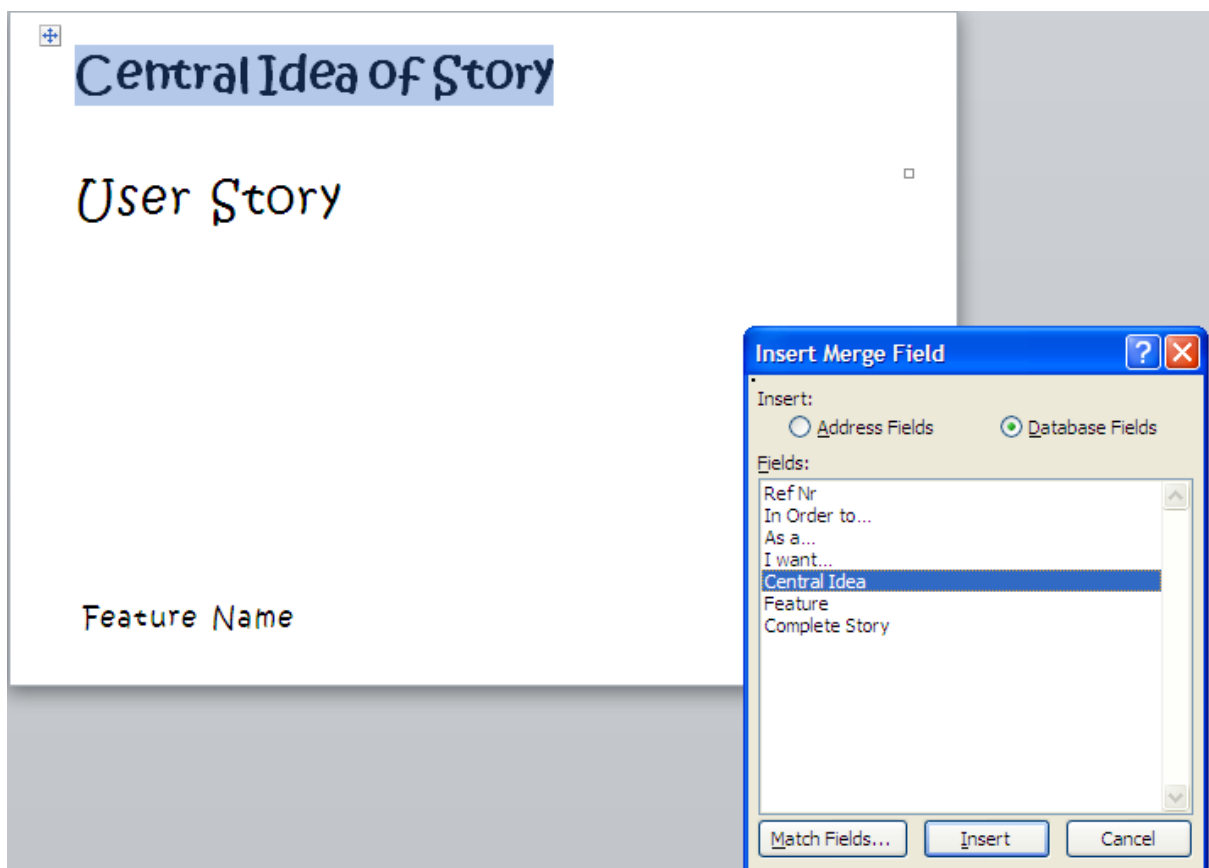 Central Idea of Story
User Story
Feature Name
Insert Merge Field
Insert:
Address Fields Database Fields
Fields:
Ref Nr
In Order to...
As a...
I want...
Central Idea
Feature
Complete Story
Match Fields... Insert Cancel